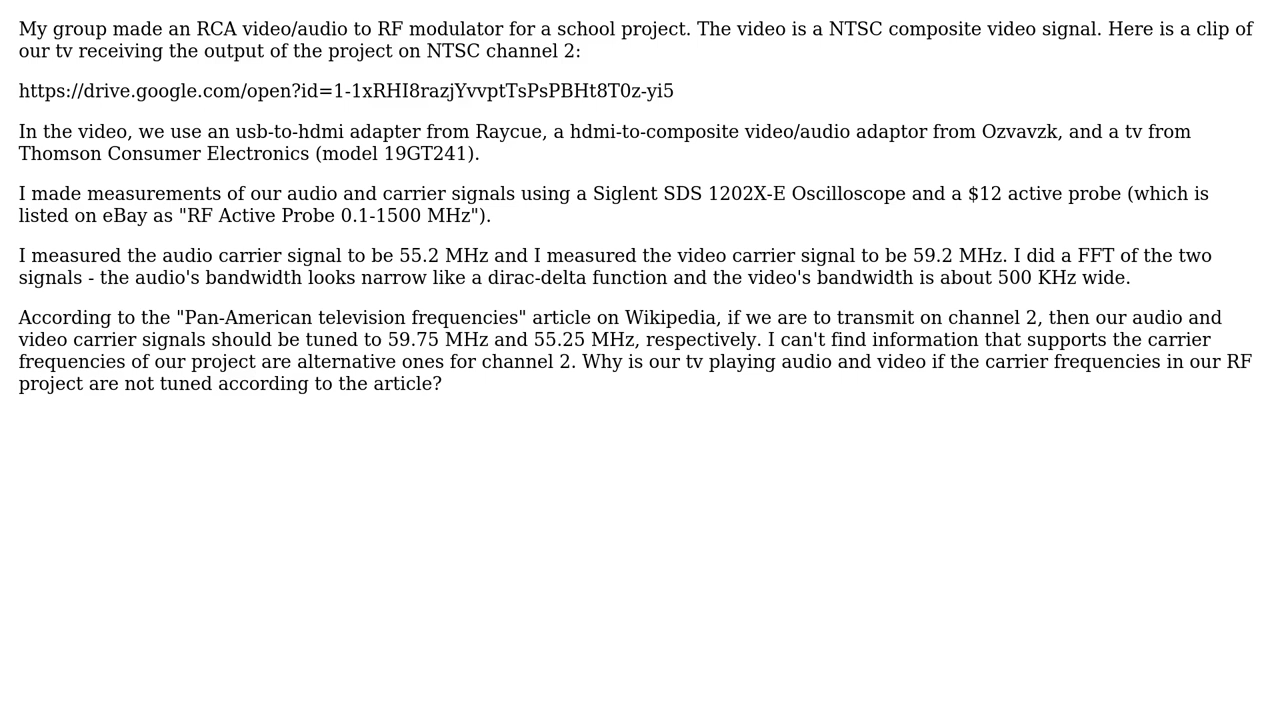 My group made an RCA video/audio to RF modulator for a school project. The video is a NTSC composite video signal. Here is a clip of
our tv receiving the output of the project on NTSC channel 2:
https://drive.google.com/open?id=1-1xRHI8razjYvvptTsPsPBHt8T0z-yi5
In the video, we use an usb-to-hdmi adapter from Raycue, a hdmi-to-composite video/audio adaptor from Ozvavzk, and a tv from
Thomson Consumer Electronics (model 19GT241).
I made measurements of our audio and carrier signals using a Siglent SDS 1202X-E Oscilloscope and a $12 active probe (which is
listed on eBay as "RF Active Probe 0.1-1500 MHz").
I measured the audio carrier signal to be 55.2 MHz and I measured the video carrier signal to be 59.2 MHz. I did a FFT of the two
signals - the audio's bandwidth looks narrow like a dirac-delta function and the video's bandwidth is about 500 KHz wide.
According to the "Pan-American television frequencies" article on Wikipedia, if we are to transmit on channel 2, then our audio and
video carrier signals should be tuned to 59.75 MHz and 55.25 MHz, respectively. I can't find information that supports the carrier
frequencies of our project are alternative ones for channel 2. Why is our tv playing audio and video if the carrier frequencies in our RF
project are not tuned according to the article?